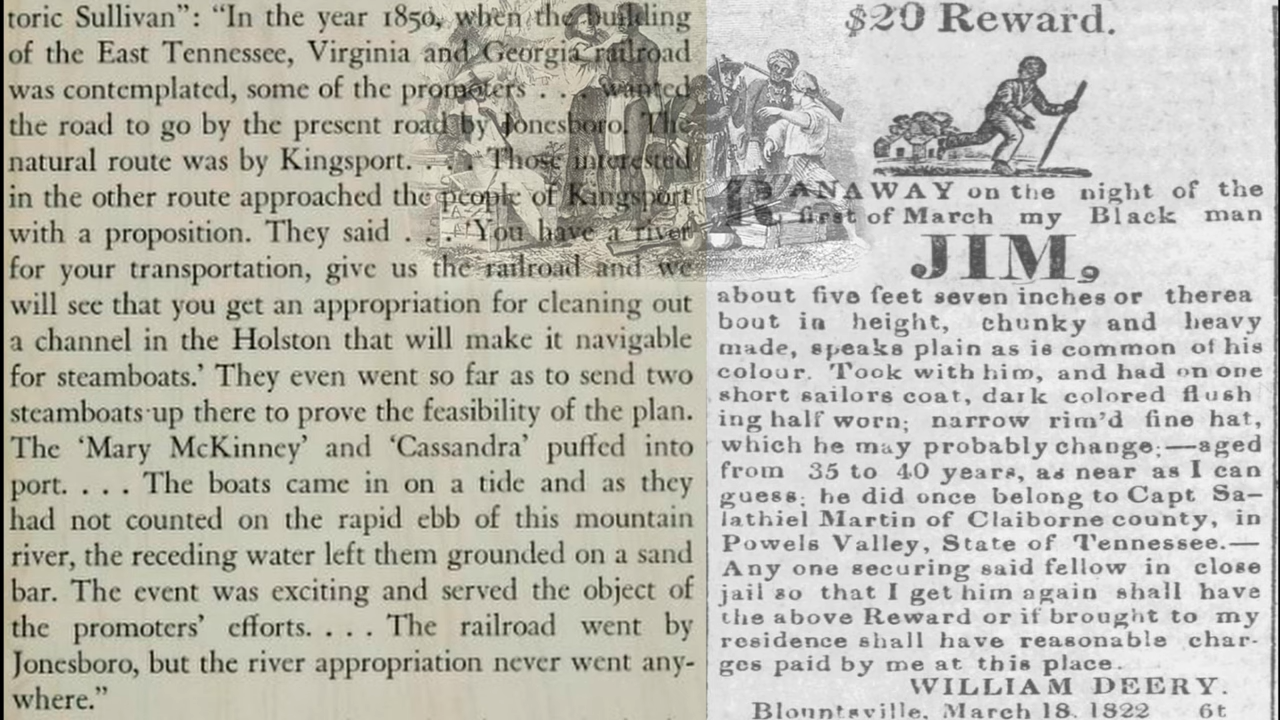 toric Sullivan”: “In the year 1850, when the building
of the East Tennessee, Virginia and Georgia railroad
was contemplated, some of the promoters . . . wanted
the road to go by the present road by Jonesboro. The
natural route was by Kingsport. . . . Those interested
in the other route approached the people of Kingsport
with a proposition. They said . . . ‘You have a river
for your transportation, give us the railroad and we
will see that you get an appropriation for cleaning out
a channel in the Holston that will make it navigable
for steamboats.’ They even went so far as to send two
steamboats up there to prove the feasibility of the plan.
The ‘Mary McKinney’ and ‘Cassandra’ puffed into
port. . . . The boats came in on a tide and as they
had not counted on the rapid ebb of this mountain
river, the receding water left them grounded on a sand
bar. The event was exciting and served the object of
the promoters’ efforts. . . . The railroad went by
Jonesboro, but the river appropriation never went any-
where.”
$20 Reward.
RANAWAY on the night of the
first of March my Black man
JIM,
about five feet seven inches or therea
bout in height, chunky and heavy
made, speaks plain as is common of his
colour. Took with him, and had on one
short sailors coat, dark colored flush
ing half worn; narrow rim’d fine hat,
which he may probably change:—aged
from 35 to 40 years, as near as I can
guess: he did once belong to Capt Sa-
lathiel Martin of Claiborne county, in
Powels Valley, State of Tennessee.—
Any one securing said fellow in close
jail so that I get him again shall have
the above Reward or if brought to my
residence shall have reasonable char-
ges paid by me at this place.
WILLIAM DEERY.
Blountsville, March 18, 1822 6t